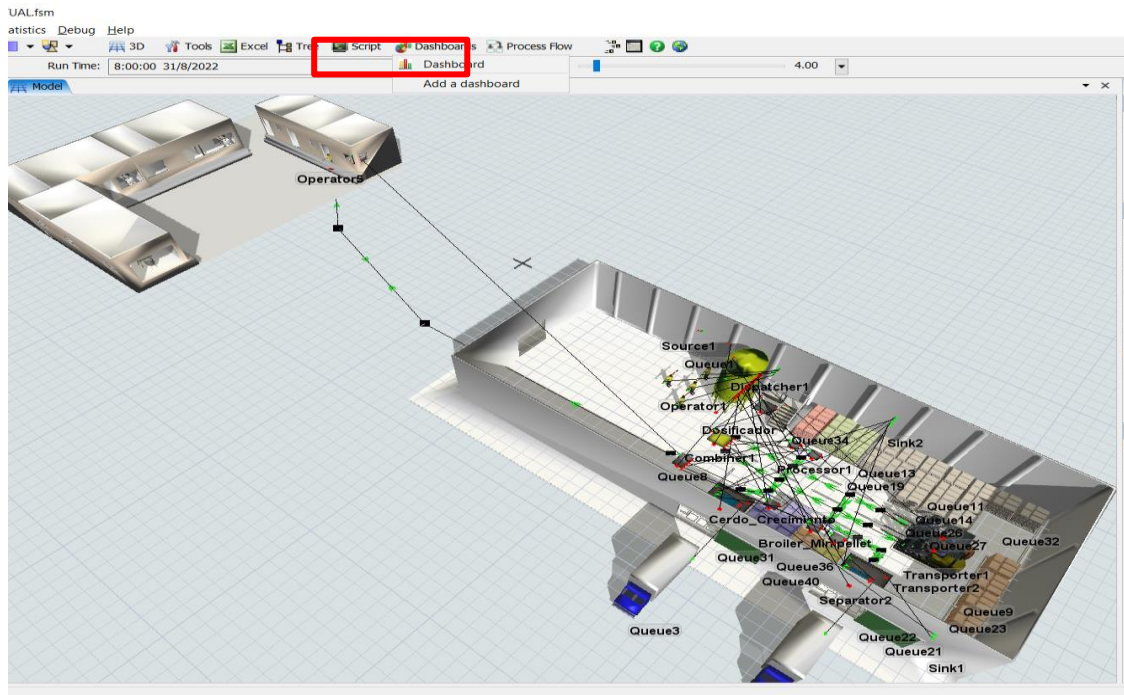 UAL.fsm
atistics Debug Help
3D Tools Excel Tree Script Dashboards Process Flow
Run Time: 8:00:00 31/8/2022 Dashboard 4.00
Add a dashboard
Model
Operator5
Source1
Queue1
Dispatcher1
Operator1
Dosificador
Queue34
Sink2
Combiner1
Processor1
Queue8
Queue13
Queue19
Queue11
Queue14
Cerdo_Crecimiento
Queue26
Queue27
Queue32
Broiler_Minipellet
Queue31
Queue36
Transporter1
Queue40
Transporter2
Separator2
Queue9
Queue3
Queue23
Queue22
Queue21
Sink1